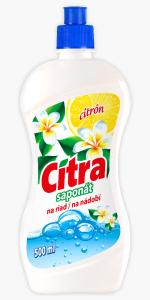 citrón
Citra
saponát
na riad / na nádobí
500 ml